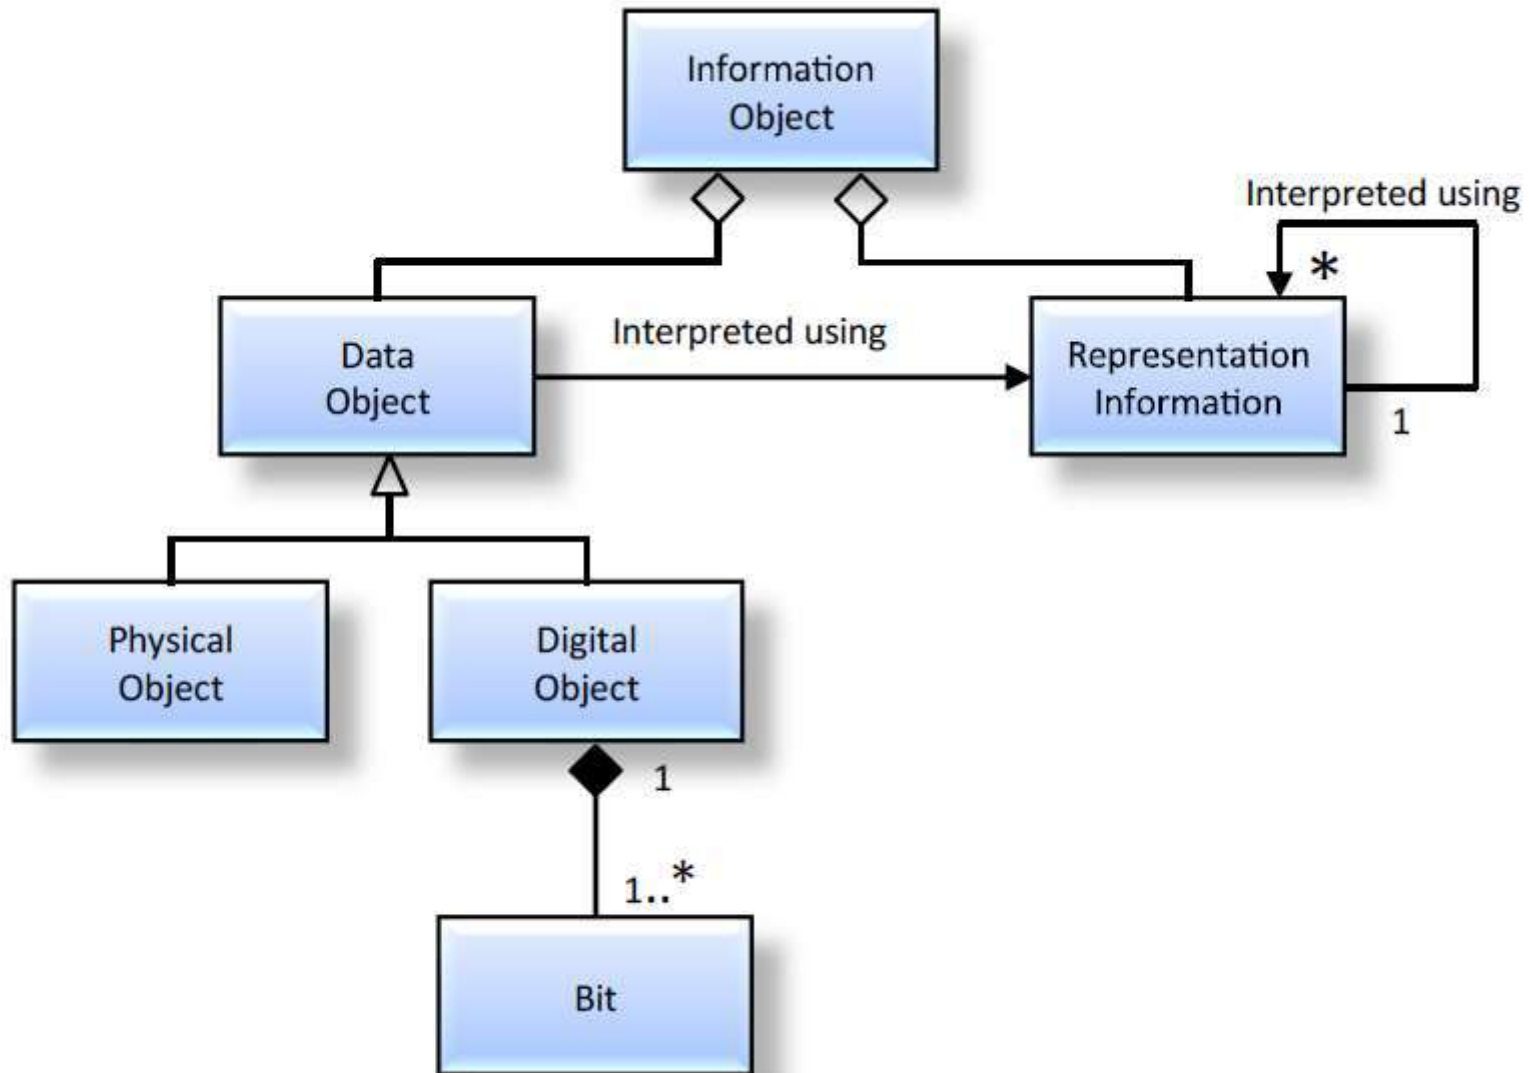 Information
Object
Interpreted using
*
Data
Object
Interpreted using
Representation
Information
1
Physical
Object
Digital
Object
1
1..*
Bit